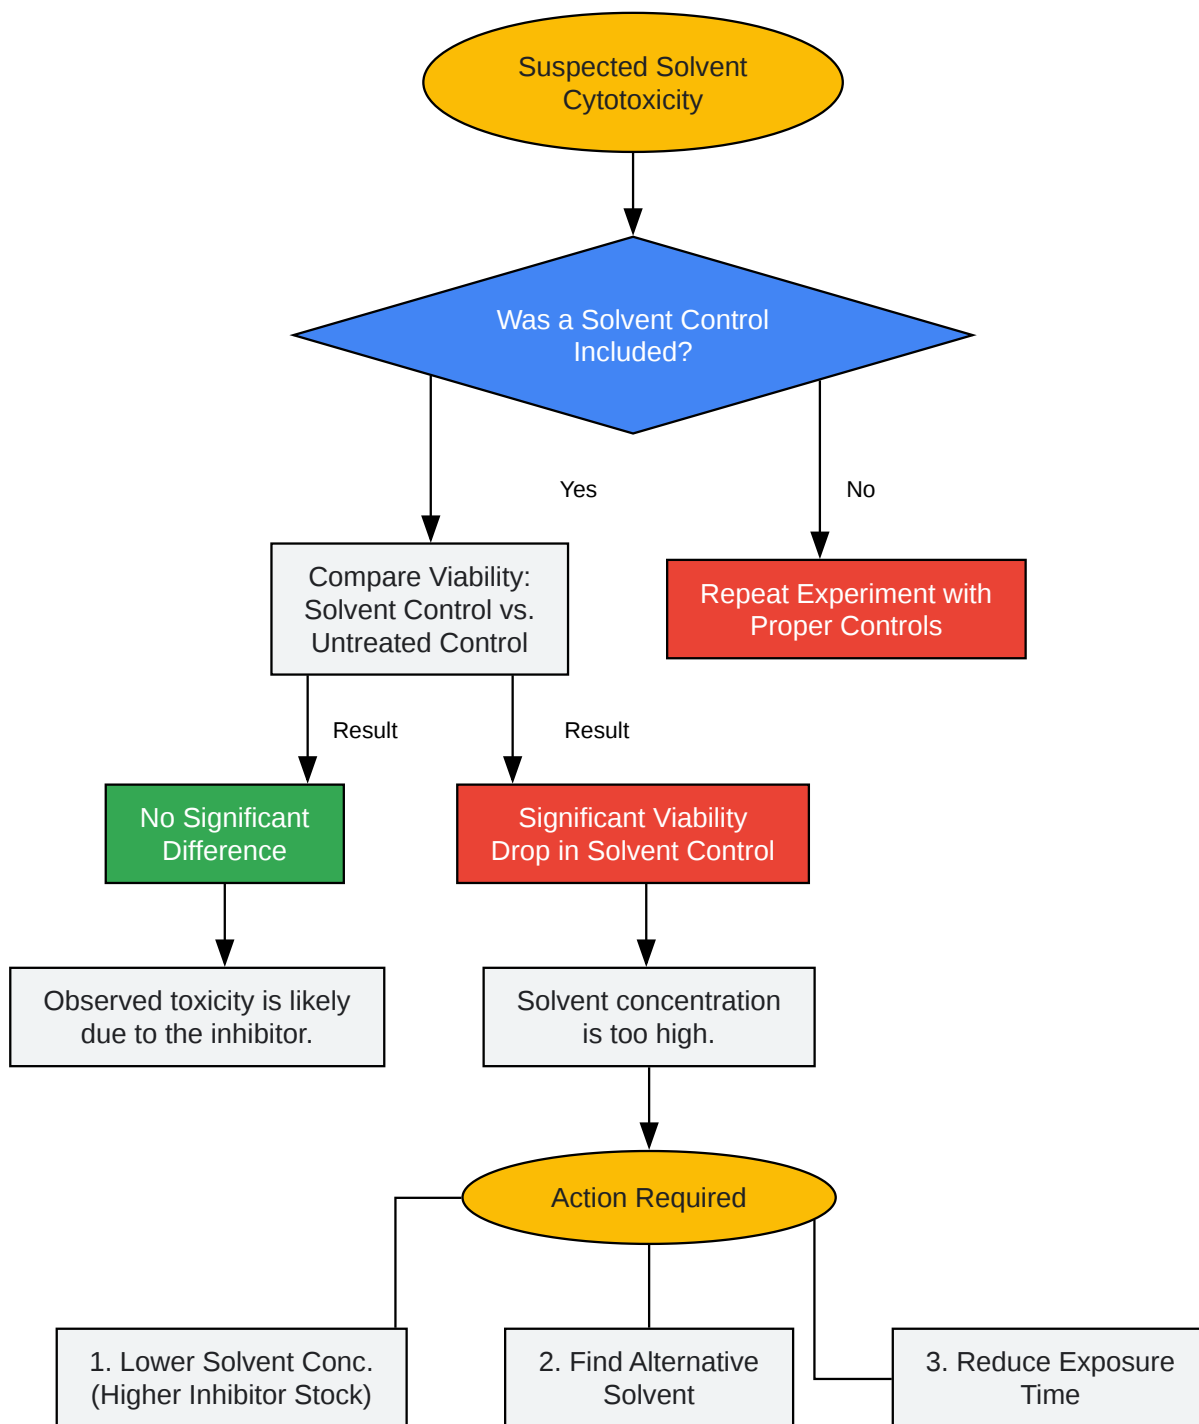 Suspected Solvent
Cytotoxicity
Was a Solvent Control
Included?
Yes
No
Compare Viability:
Solvent Control vs.
Untreated Control
Repeat Experiment with
Proper Controls
Result
Result
No Significant
Difference
Significant Viability
Drop in Solvent Control
Observed toxicity is likely
due to the inhibitor.
Solvent concentration
is too high.
Action Required
1. Lower Solvent Conc.
(Higher Inhibitor Stock)
2. Find Alternative
Solvent
3. Reduce Exposure
Time